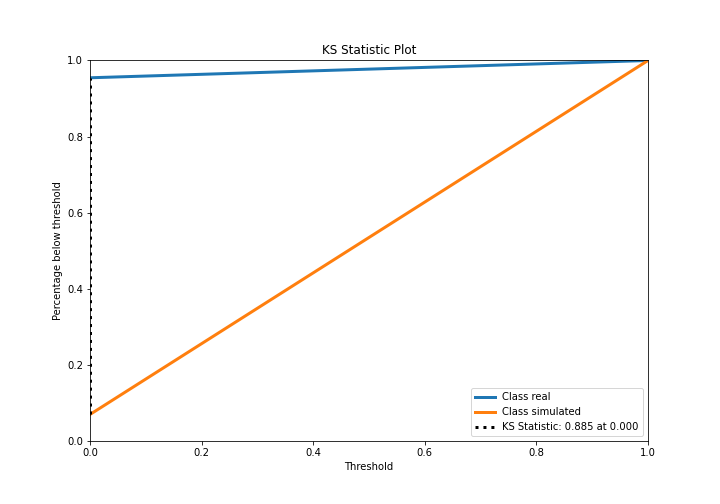 KS Statistic Plot
1.0
0.8
0.6
0.4
0.2
0.0
Percentage below threshold
Class real
Class simulated
KS Statistic: 0.885 at 0.000
0.0 0.2 0.4 0.6 0.8 1.0
Threshold